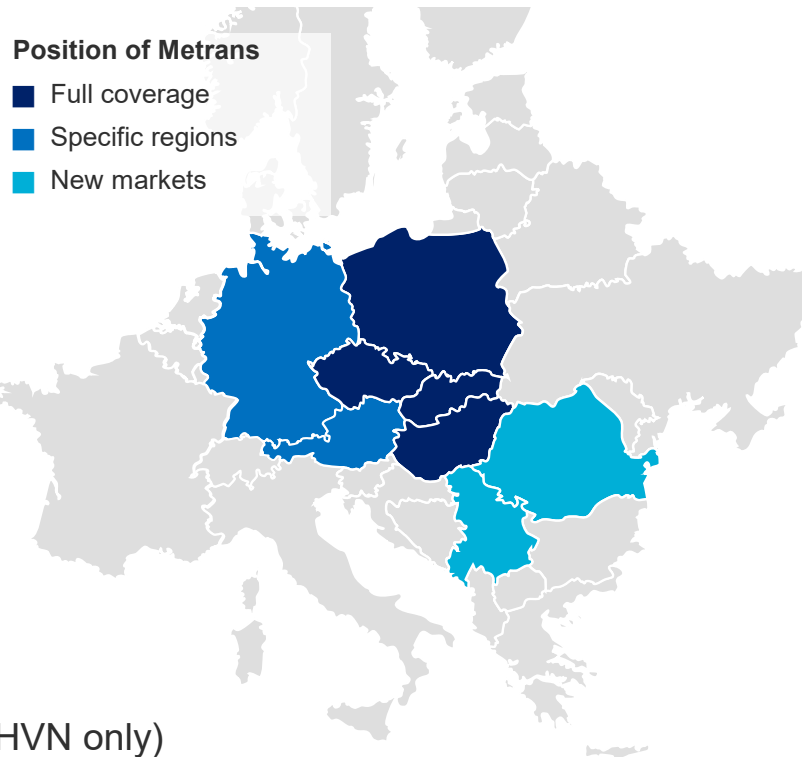 Position of Metrans
Full coverage
Specific regions
New markets
HVN only)